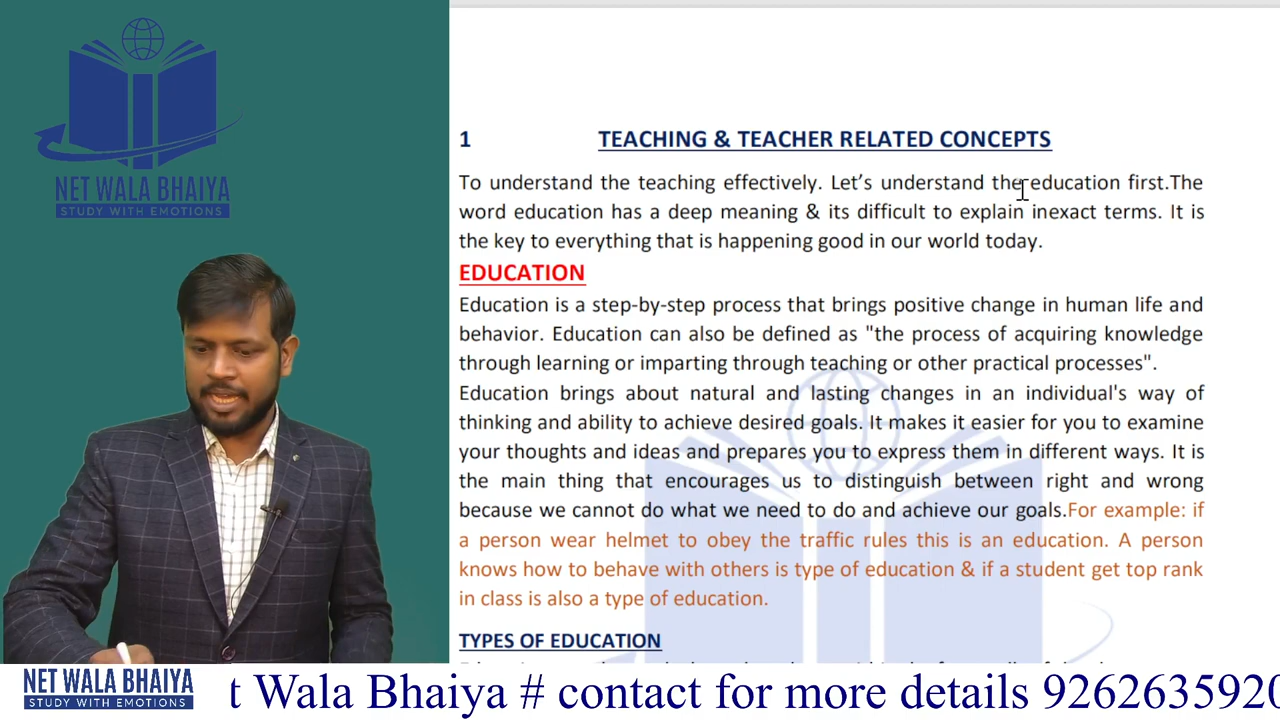 NET WALA BHAIYA
STUDY WITH EMOTIONS
1 TEACHING & TEACHER RELATED CONCEPTS
To understand the teaching effectively. Let’s understand the education first.The
word education has a deep meaning & its difficult to explain inexact terms. It is
the key to everything that is happening good in our world today.
EDUCATION
Education is a step-by-step process that brings positive change in human life and
behavior. Education can also be defined as "the process of acquiring knowledge
through learning or imparting through teaching or other practical processes".
Education brings about natural and lasting changes in an individual's way of
thinking and ability to achieve desired goals. It makes it easier for you to examine
your thoughts and ideas and prepares you to express them in different ways. It is
the main thing that encourages us to distinguish between right and wrong
because we cannot do what we need to do and achieve our goals.For example: if
a person wear helmet to obey the traffic rules this is an education. A person
knows how to behave with others is type of education & if a student get top rank
in class is also a type of education.
TYPES OF EDUCATION
NET WALA BHAIYA
STUDY WITH EMOTIONS
t Wala Bhaiya # contact for more details 9262635920